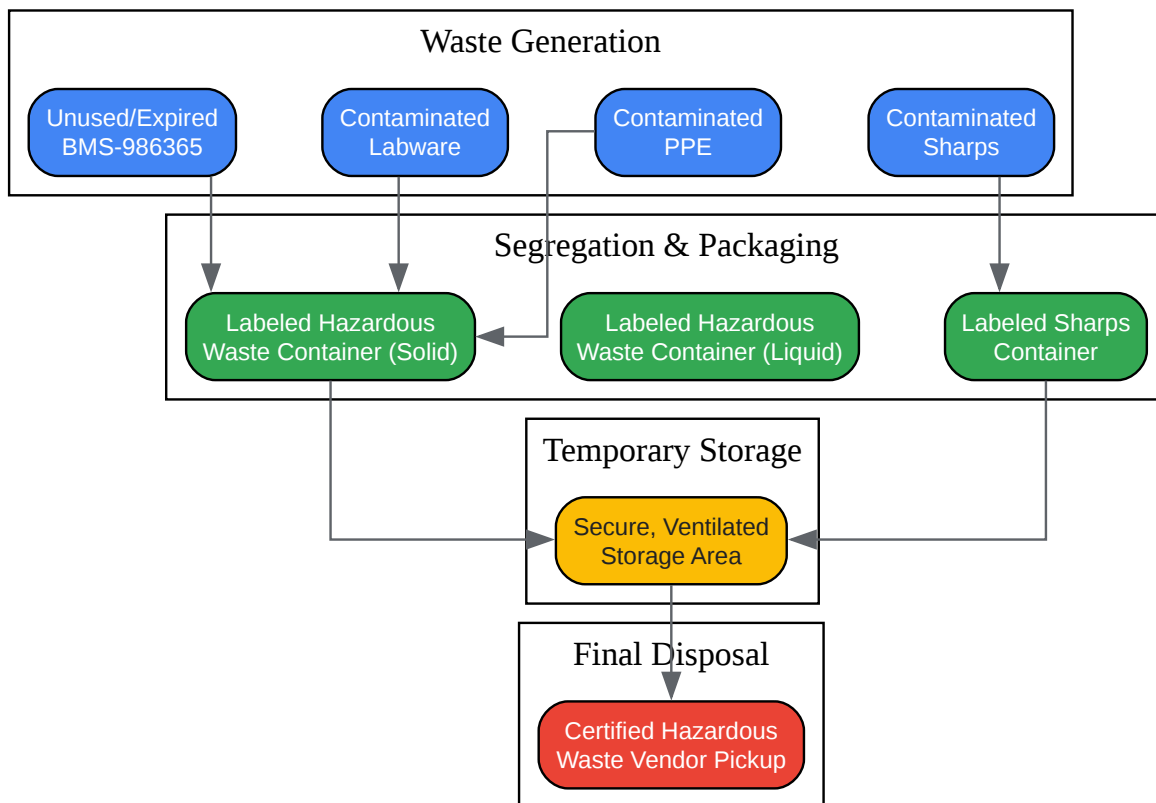 Waste Generation
Unused/Expired
BMS-986365
Contaminated
Labware
Contaminated
PPE
Contaminated
Sharps
Segregation & Packaging
Labeled Hazardous
Waste Container (Solid)
Labeled Hazardous
Waste Container (Liquid)
Labeled Sharps
Container
Temporary Storage
Secure, Ventilated
Storage Area
Final Disposal
Certified Hazardous
Waste Vendor Pickup